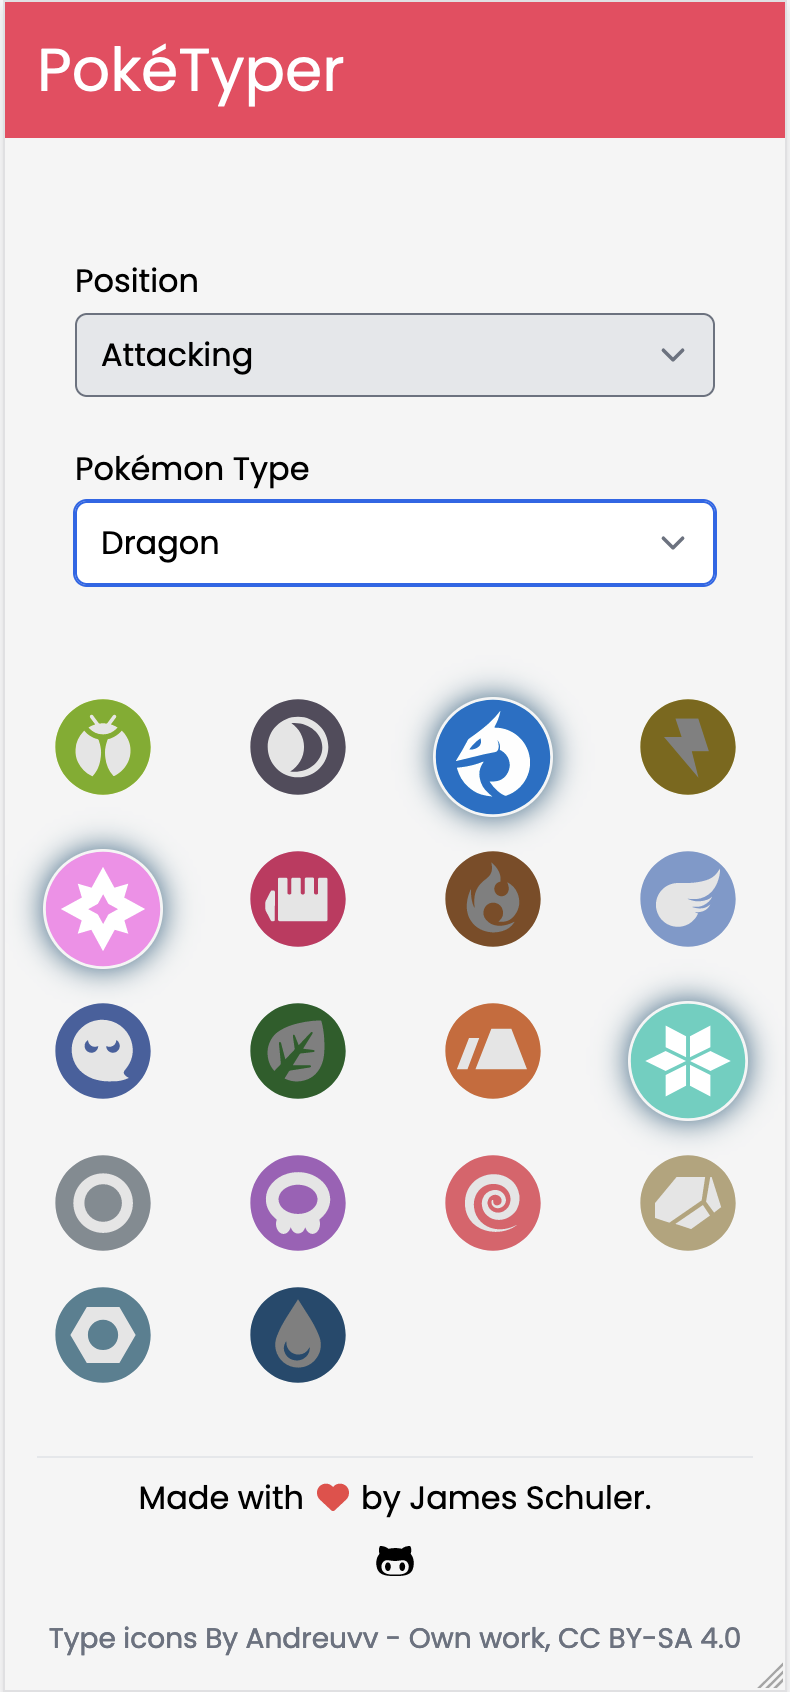 PokéTyper
Position
Attacking
Pokémon Type
Dragon
Made with ❤ by James Schuler.
Type icons By Andreuvv - Own work, CC BY-SA 4.0